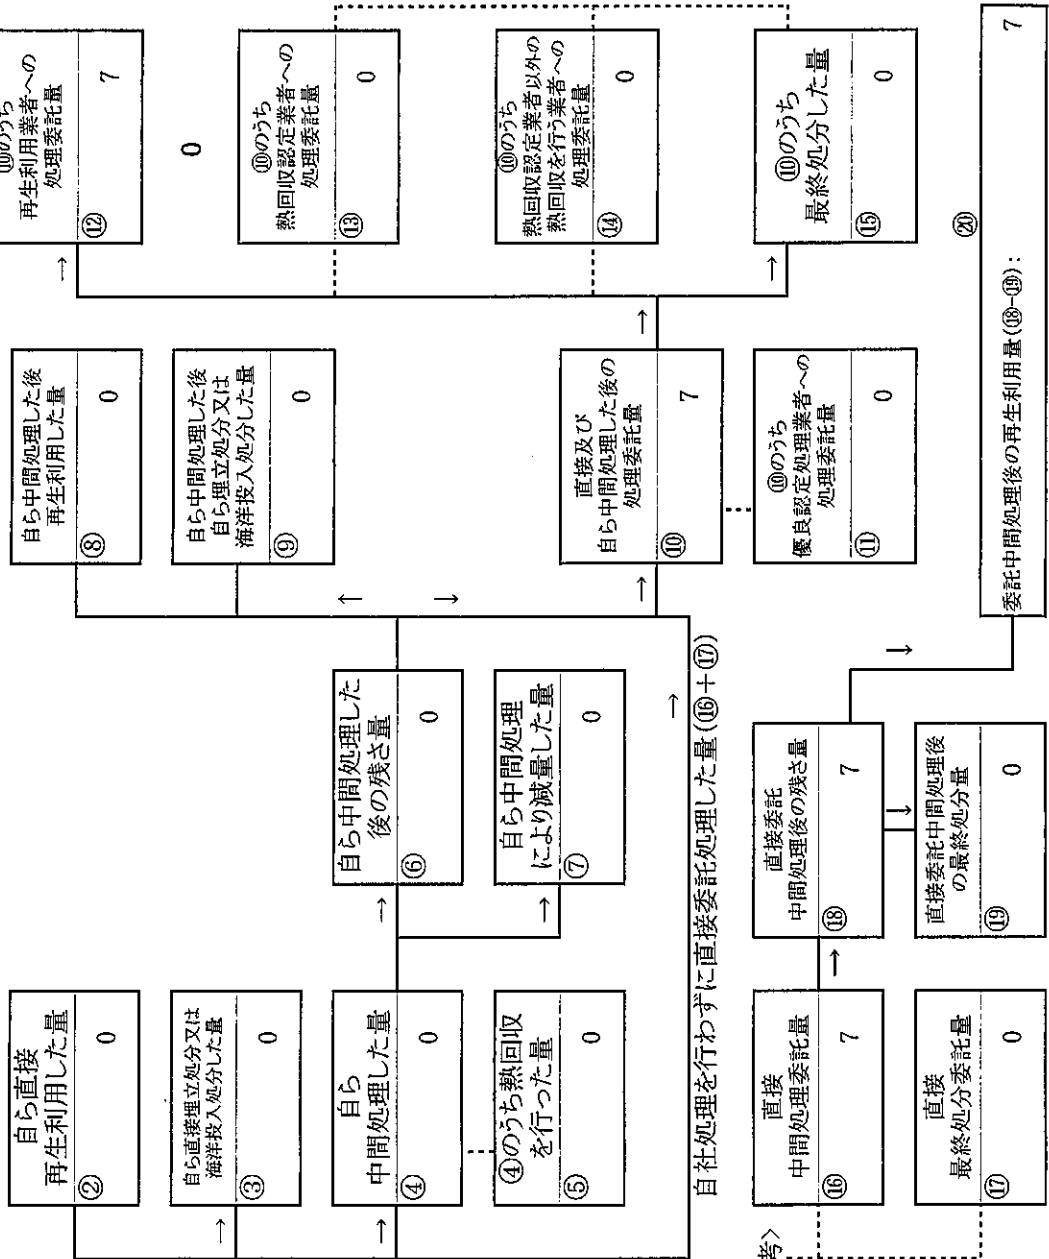 自ら直接
再生利用した量
②
0
自ら直接埋立処分又は
海洋投入処分した量
③
0
自ら
中間処理した量
④
0
④のうち熱回収
を行った量
⑤
0
自ら中間処理した
後の残さ量
⑥
0
自ら中間処理
により減量した量
⑦
0
自ら中間処理した後
再生利用した量
⑧
0
自ら中間処理した後
自ら埋立処分又は
海洋投入処分した量
⑨
0
直接及び
自ら中間処理した後の
処理委託量
⑩
7
⑩のうち
優良認定処理業者への
処理委託量
⑪
0
⑩のうち
再生利用業者への
処理委託量
⑫
7
0
⑩のうち
熱回収認定業者への
処理委託量
⑬
0
⑩のうち
熱回収認定業者以外の
熱回収を行う業者への
処理委託量
⑭
0
⑩のうち
最終処分した量
⑮
0
自社処理を行わずに直接委託処理した量(⑯+⑰)
考>
直接
中間処理委託量
⑯
7
直接
最終処分委託量
⑰
0
直接委託
中間処理後の残さ量
⑱
7
直接委託中間処理後
の最終処分量
⑲
0
⑳
委託中間処理後の再生利用量(⑱-⑲): 7